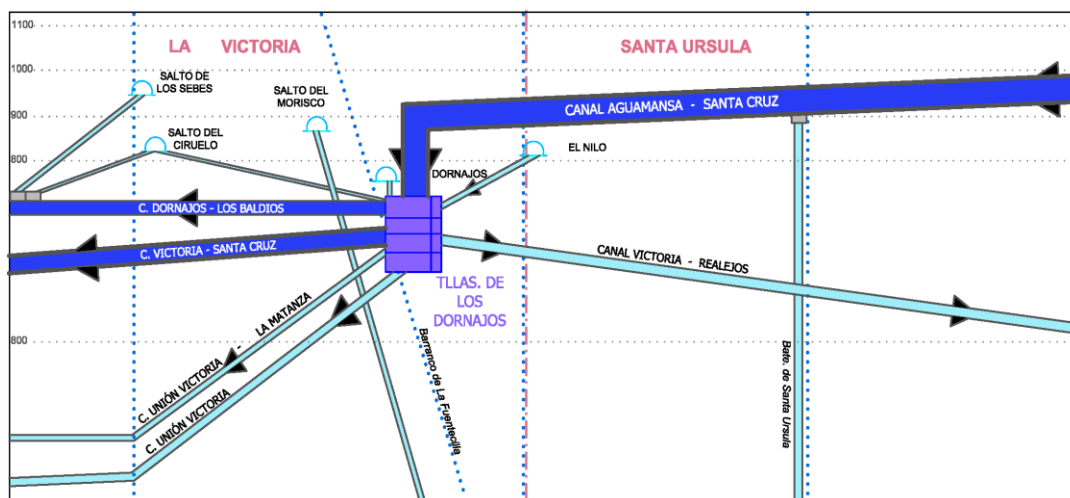 1100
LA VICTORIA
SANTA URSULA
1000
SALTO DE
LOS SEBES
SALTO DEL
MORISCO
CANAL AGUAMANSA - SANTA CRUZ
900
SALTO DEL
CIRUELO
EL NILO
800
DORNAJOS
C. DORNAJOS - LOS BALDIOS
C. VICTORIA - SANTA CRUZ
CANAL VICTORIA - REALEJOS
TLLAS. DE
LOS
DORNAJOS
C. UNIÓN VICTORIA - LA MATANZA
800
Barranco de La Fuentecilla
Bato. de Santa Ursula
C. UNIÓN VICTORIA